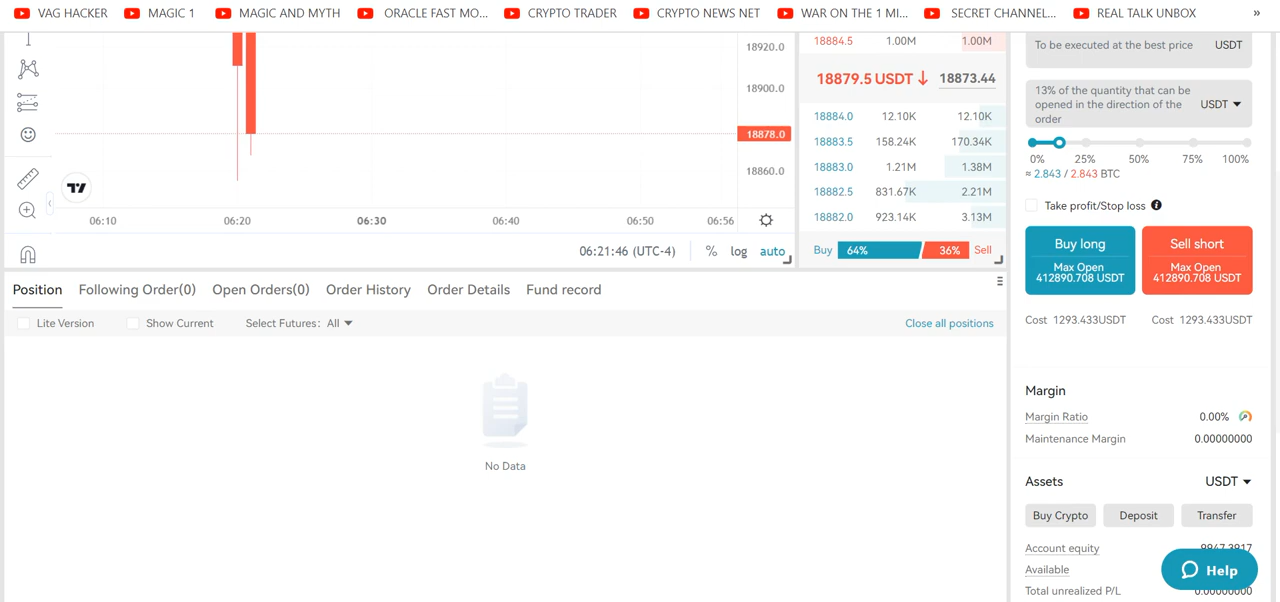 VAG HACKER MAGIC 1 MAGIC AND MYTH ORACLE FAST MO... CRYPTO TRADER CRYPTO NEWS NET WAR ON THE 1 MI... SECRET CHANNEL... REAL TALK UNBOX »
18920.0
18900.0
18878.0
18860.0
06:10 06:20 06:30 06:40 06:50 06:56
06:21:46 (UTC-4) % log auto
18884.5 1.00M 1.00M
18879.5 USDT ↓ 18873.44
18884.0 12.10K 12.10K
18883.5 158.24K 170.34K
18883.0 1.21M 1.38M
18882.5 831.67K 2.21M
18882.0 923.14K 3.13M
Buy 64% 36% Sell
To be executed at the best price USDT
13% of the quantity that can be
opened in the direction of the
order
USDT
0% 25% 50% 75% 100%
≈ 2.843 / 2.843 BTC
Take profit/Stop loss
Buy long
Max Open
412890.708 USDT
Sell short
Max Open
412890.708 USDT
Cost 1293.433USDT Cost 1293.433USDT
Position Following Order(0) Open Orders(0) Order History Order Details Fund record
Lite Version Show Current Select Futures: All Close all positions
No Data
Margin
Margin Ratio 0.00%
Maintenance Margin 0.00000000
Assets USDT
Buy Crypto Deposit Transfer
Account equity
Available
Total unrealized P/L 0.00000000
Help